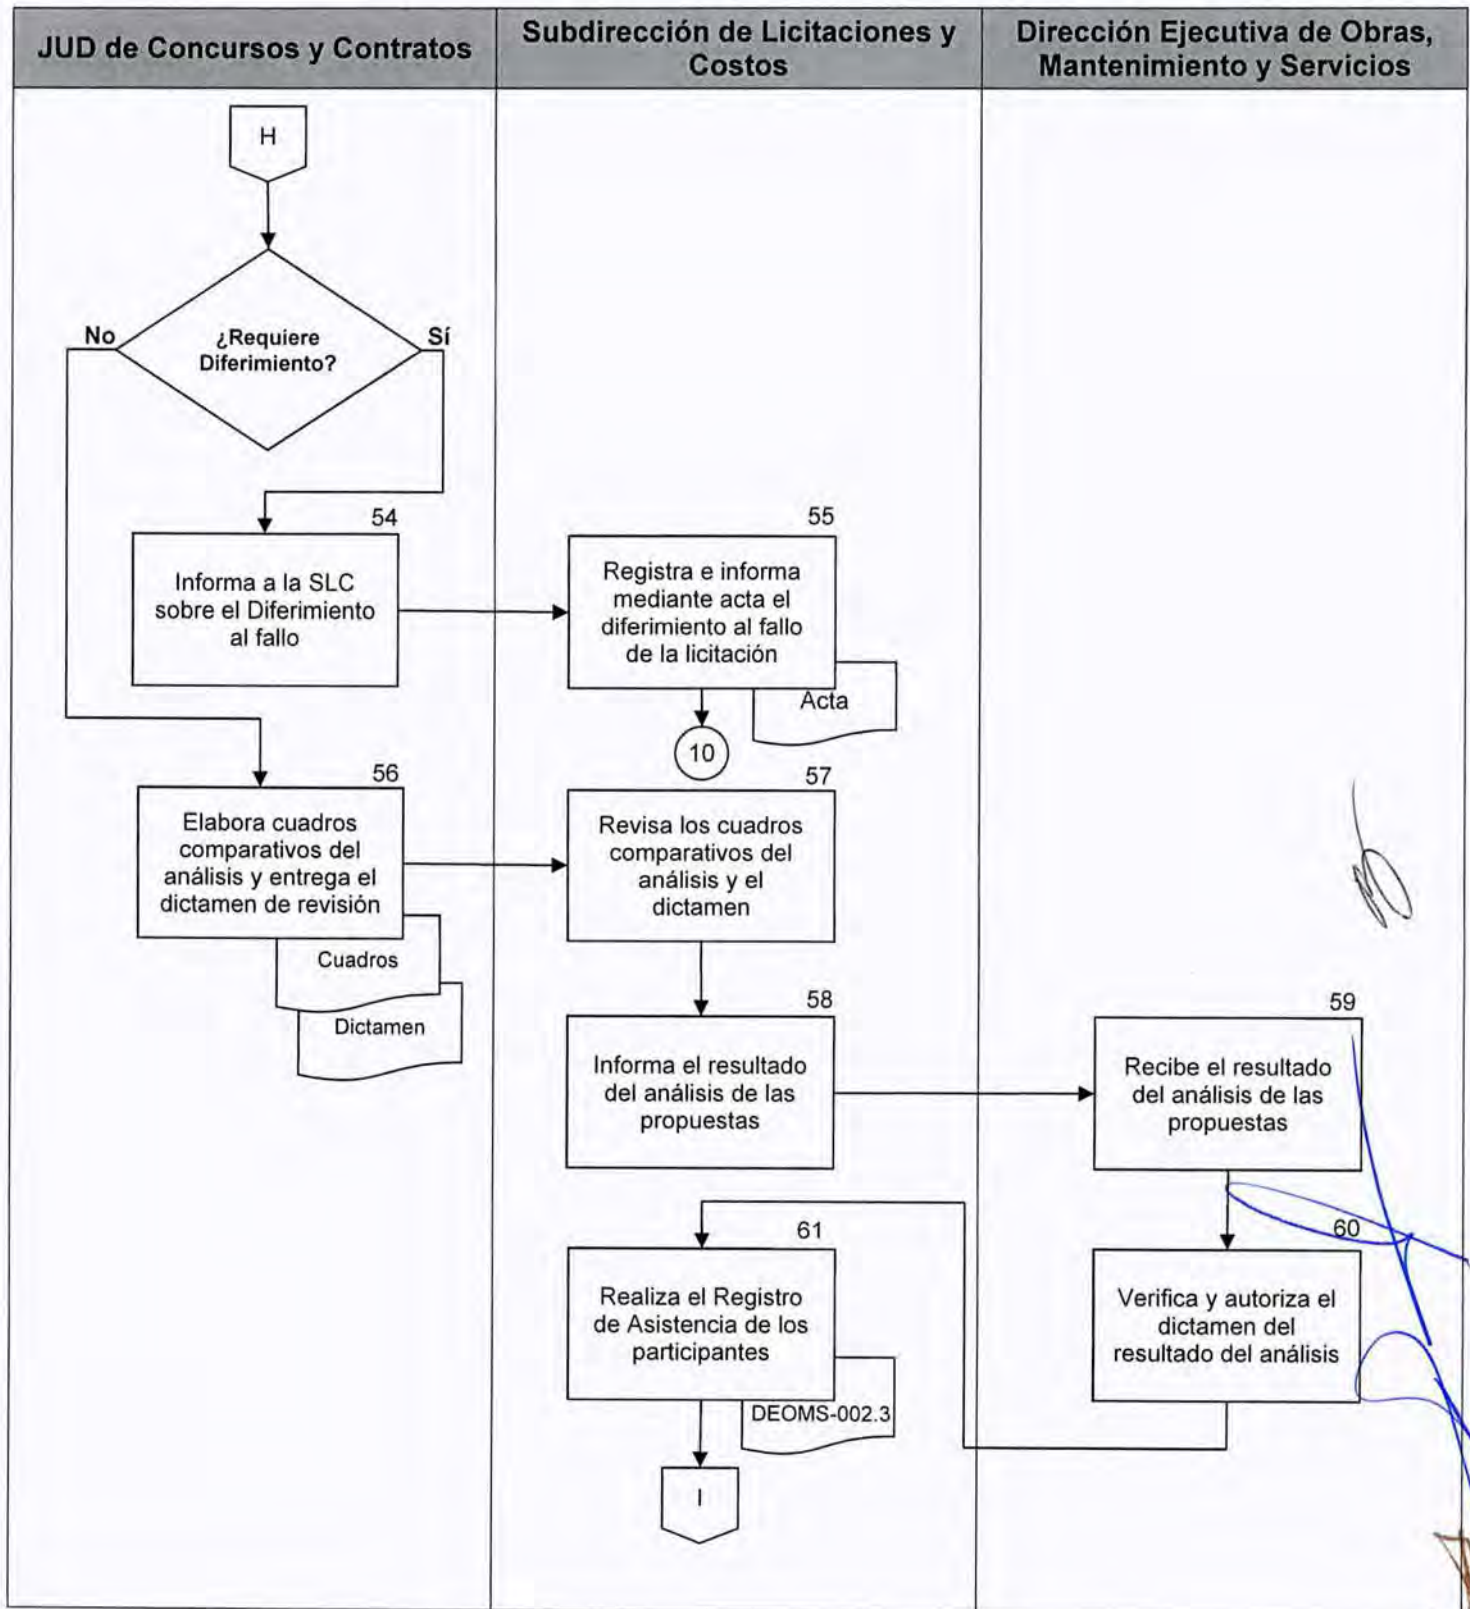 JUD de Concursos y Contratos
Subdirección de Licitaciones y
Costos
Dirección Ejecutiva de Obras,
Mantenimiento y Servicios
H
¿Requiere
Diferimiento?
No
Sí
54
Informa a la SLC
sobre el Diferimiento
al fallo
55
Registra e informa
mediante acta el
diferimiento al fallo
de la licitación
Acta
10
56
Elabora cuadros
comparativos del
análisis y entrega el
dictamen de revisión
Cuadros
Dictamen
57
Revisa los cuadros
comparativos del
análisis y el
dictamen
58
Informa el resultado
del análisis de las
propuestas
59
Recibe el resultado
del análisis de las
propuestas
60
Verifica y autoriza el
dictamen del
resultado del análisis
61
Realiza el Registro
de Asistencia de los
participantes
DEOMS-002.3
I